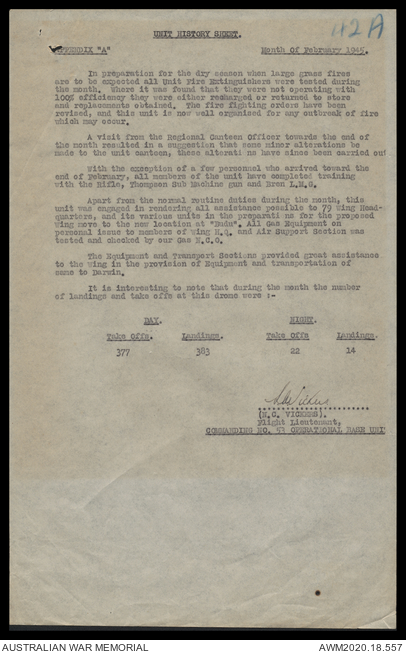 112A
UNIT HISTORY SHEET.
APPENDIX "A" Month of February 1945.
In preparation for the dry season when large grass fires
are to be expected all Unit Fire Extinguishers were tested during
the month. Where it was found that they were not operating with
100% efficiency they were either recharged or returned to store
and replacements obtained. The fire fighting orders have been
revised, and this unit is now well organised for any outbreak of fire
which may occur.
A visit from the Regional Canteen Officer towards the end of
the month resulted in a suggestion that some minor alterations be
made to the unit canteen, these alterations have since been carried out
With the exception of a few personnel who arrived toward the
end of February, all members of the unit have completed training
with the Rifle, Thompson Sub Machine gun and Bren L.M.G.
Apart from the normal routine duties during the month, this
unit was engaged in rendering all assistance possible to 79 Wing Head-
quarters, and its various units in the preparations for the proposed
wing move to the new location at "Dodu". All Gas Equipment on
personal issue to members of Wing H.Q. and Air Support Section was
tested and checked by our Gas N.C.O.
The Equipment and Transport Sections provided great assistance
to the wing in the provision of Equipment and transportation of
same to Darwin.
It is interesting to note that during the month the number
of landings and take offs at this drome were :-
DAY. NIGHT.
Take Offs. Landings. Take Offs Landings.
377 383 22 14
(H.C. VICKERS).
Flight Lieutenant,
COMMANDING NO. 53 OPERATIONAL BASE UNIT
AUSTRALIAN WAR MEMORIAL AWM2020.18.557